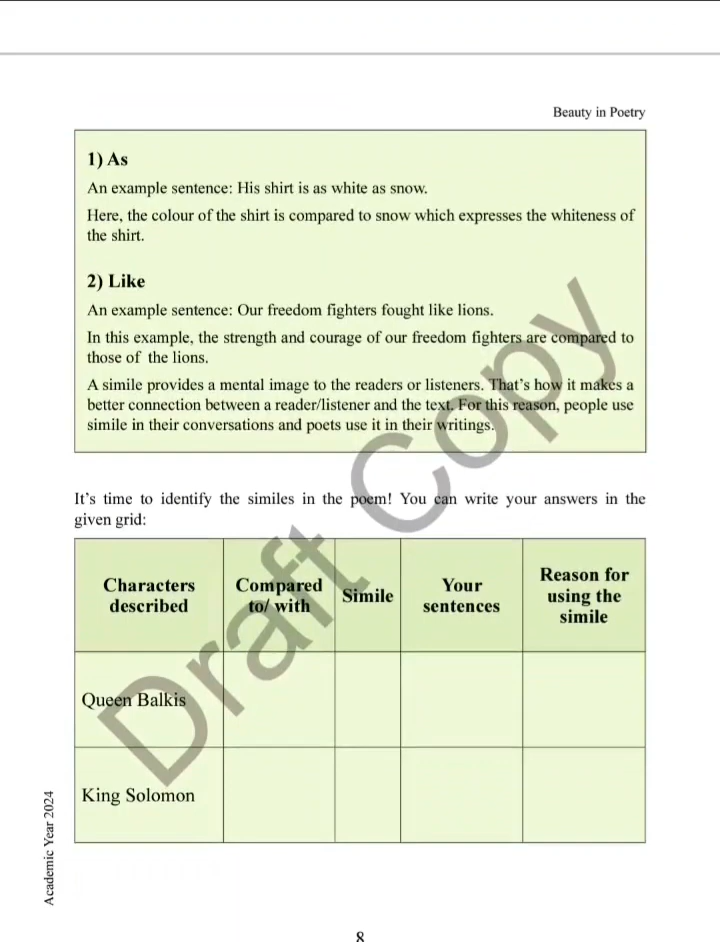 Beauty in Poetry
1) As
An example sentence: His shirt is as white as snow.
Here, the colour of the shirt is compared to snow which expresses the whiteness of
the shirt.
2) Like
An example sentence: Our freedom fighters fought like lions.
In this example, the strength and courage of our freedom fighters are compared to
those of the lions.
A simile provides a mental image to the readers or listeners. That's how it makes a
better connection between a reader/listener and the text. For this reason, people use
simile in their conversations and poets use it in their writings.
It's time to identify the similes in the poem! You can write your answers in the
given grid:
Characters
described
Compared
to/ with
Simile
Your
sentences
Reason for
using the
simile
Queen Balkis
King Solomon
Draft Copy
Academic Year 2024
8